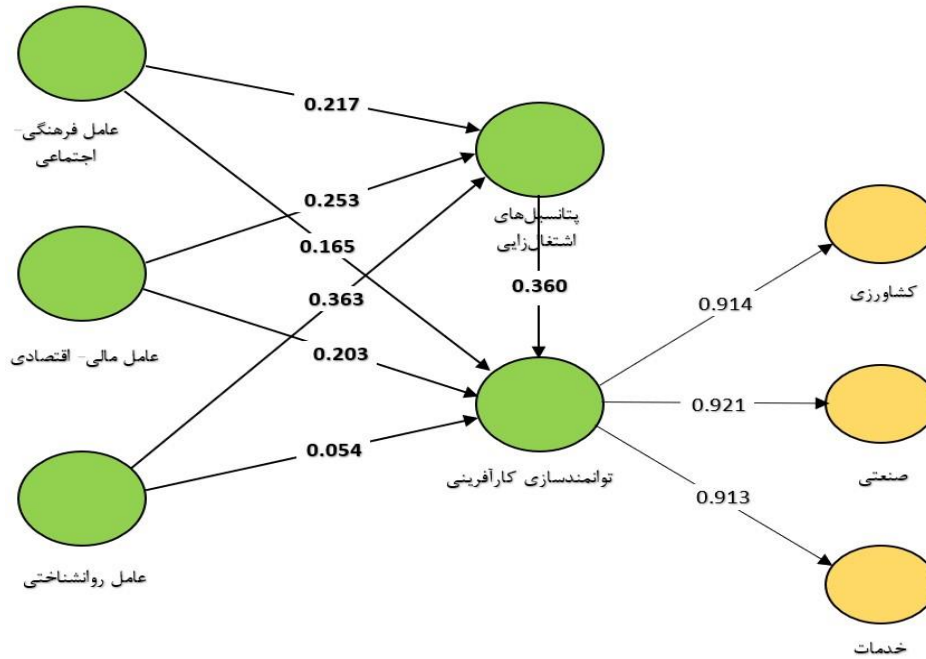 0.217
عامل فرهنگی-
اجتماعی
0.253
پتانسیل‌های
اشتغال‌زایی
0.165
0.363
0.360
کشاورزی
0.914
عامل مالی- اقتصادی
0.203
0.921
0.054
توانمندسازی کارآفرینی
صنعتی
0.913
عامل روانشناختی
خدمات